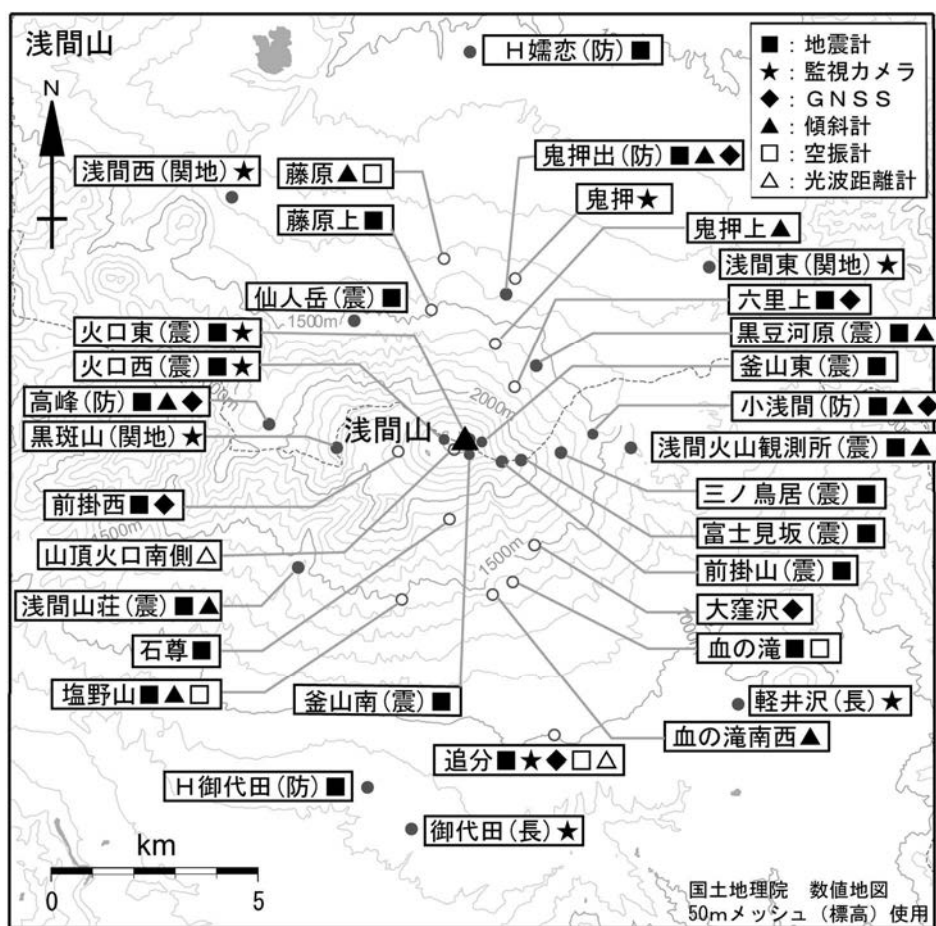 浅間山
N
H嬬恋(防)■
■：地震計
★：監視カメラ
◆：GNSS
▲：傾斜計
□：空振計
△：光波距離計
浅間西(関地)★
藤原▲□
藤原上■
鬼押出(防)■▲◆
鬼押★
鬼押上▲
浅間東(関地)★
仙人岳(震)■
1500m
六里上■◆
火口東(震)■★
黒豆河原(震)■▲
火口西(震)■★
釜山東(震)■
2000m
高峰(防)■▲◆
小浅間(防)■▲◆
黒斑山(関地)★
浅間山
浅間火山観測所(震)■▲
前掛西■◆
三ノ鳥居(震)■
1500m
富士見坂(震)■
山頂火口南側△
1500m
前掛山(震)■
浅間山荘(震)■▲
大窪沢◆
石尊■
血の滝■□
塩野山■▲□
釜山南(震)■
軽井沢(長)★
血の滝南西▲
追分■★◆□△
H御代田(防)■
御代田(長)★
km
0 5
国土地理院 数値地図
50mメッシュ(標高)使用